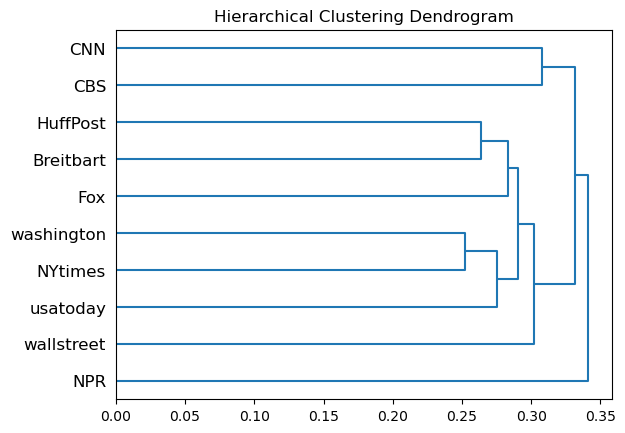 Hierarchical Clustering Dendrogram
CNN
CBS
HuffPost
Breitbart
Fox
washington
NYtimes
usatoday
wallstreet
NPR
0.00 0.05 0.10 0.15 0.20 0.25 0.30 0.35